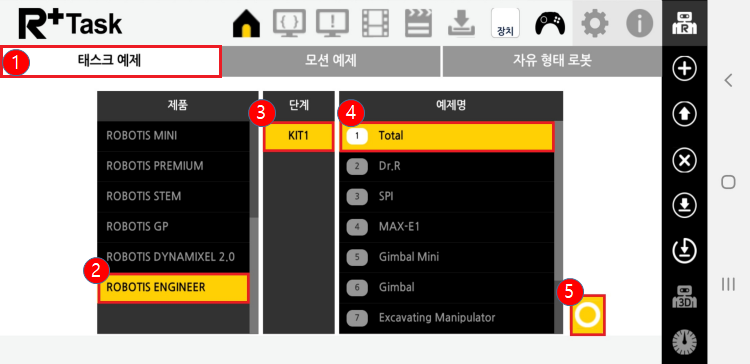 R+Task
장치
R
1 태스크 예제
모션 예제
자유 형태 로봇
제품
3 단계
4 예제명
ROBOTIS MINI
KIT1
1 Total
ROBOTIS PREMIUM
2 Dr.R
ROBOTIS STEM
3 SPI
ROBOTIS GP
4 MAX-E1
ROBOTIS DYNAMIXEL 2.0
5 Gimbal Mini
2 ROBOTIS ENGINEER
6 Gimbal
5
7 Excavating Manipulator
3D